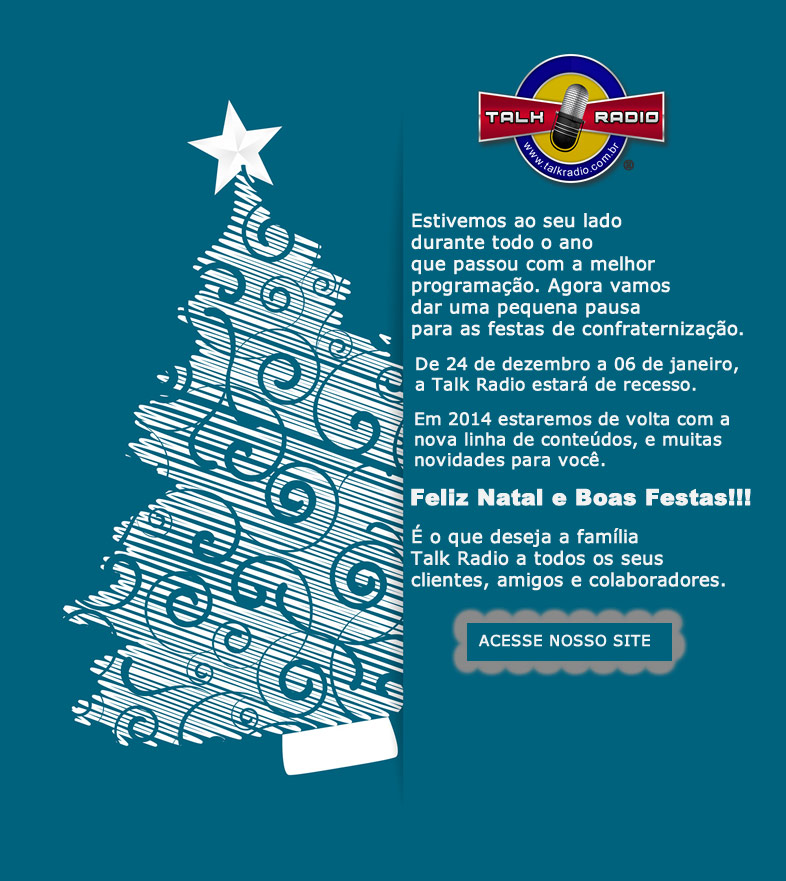 TALK RADIO
www.talkradio.com.br
®
Estivemos ao seu lado
durante todo o ano
que passou com a melhor
programação. Agora vamos
dar uma pequena pausa
para as festas de confraternização.
De 24 de dezembro a 06 de janeiro,
a Talk Radio estará de recesso.
Em 2014 estaremos de volta com a
nova linha de conteúdos, e muitas
novidades para você.
Feliz Natal e Boas Festas!!!
É o que deseja a família
Talk Radio a todos os seus
clientes, amigos e colaboradores.
ACESSE NOSSO SITE